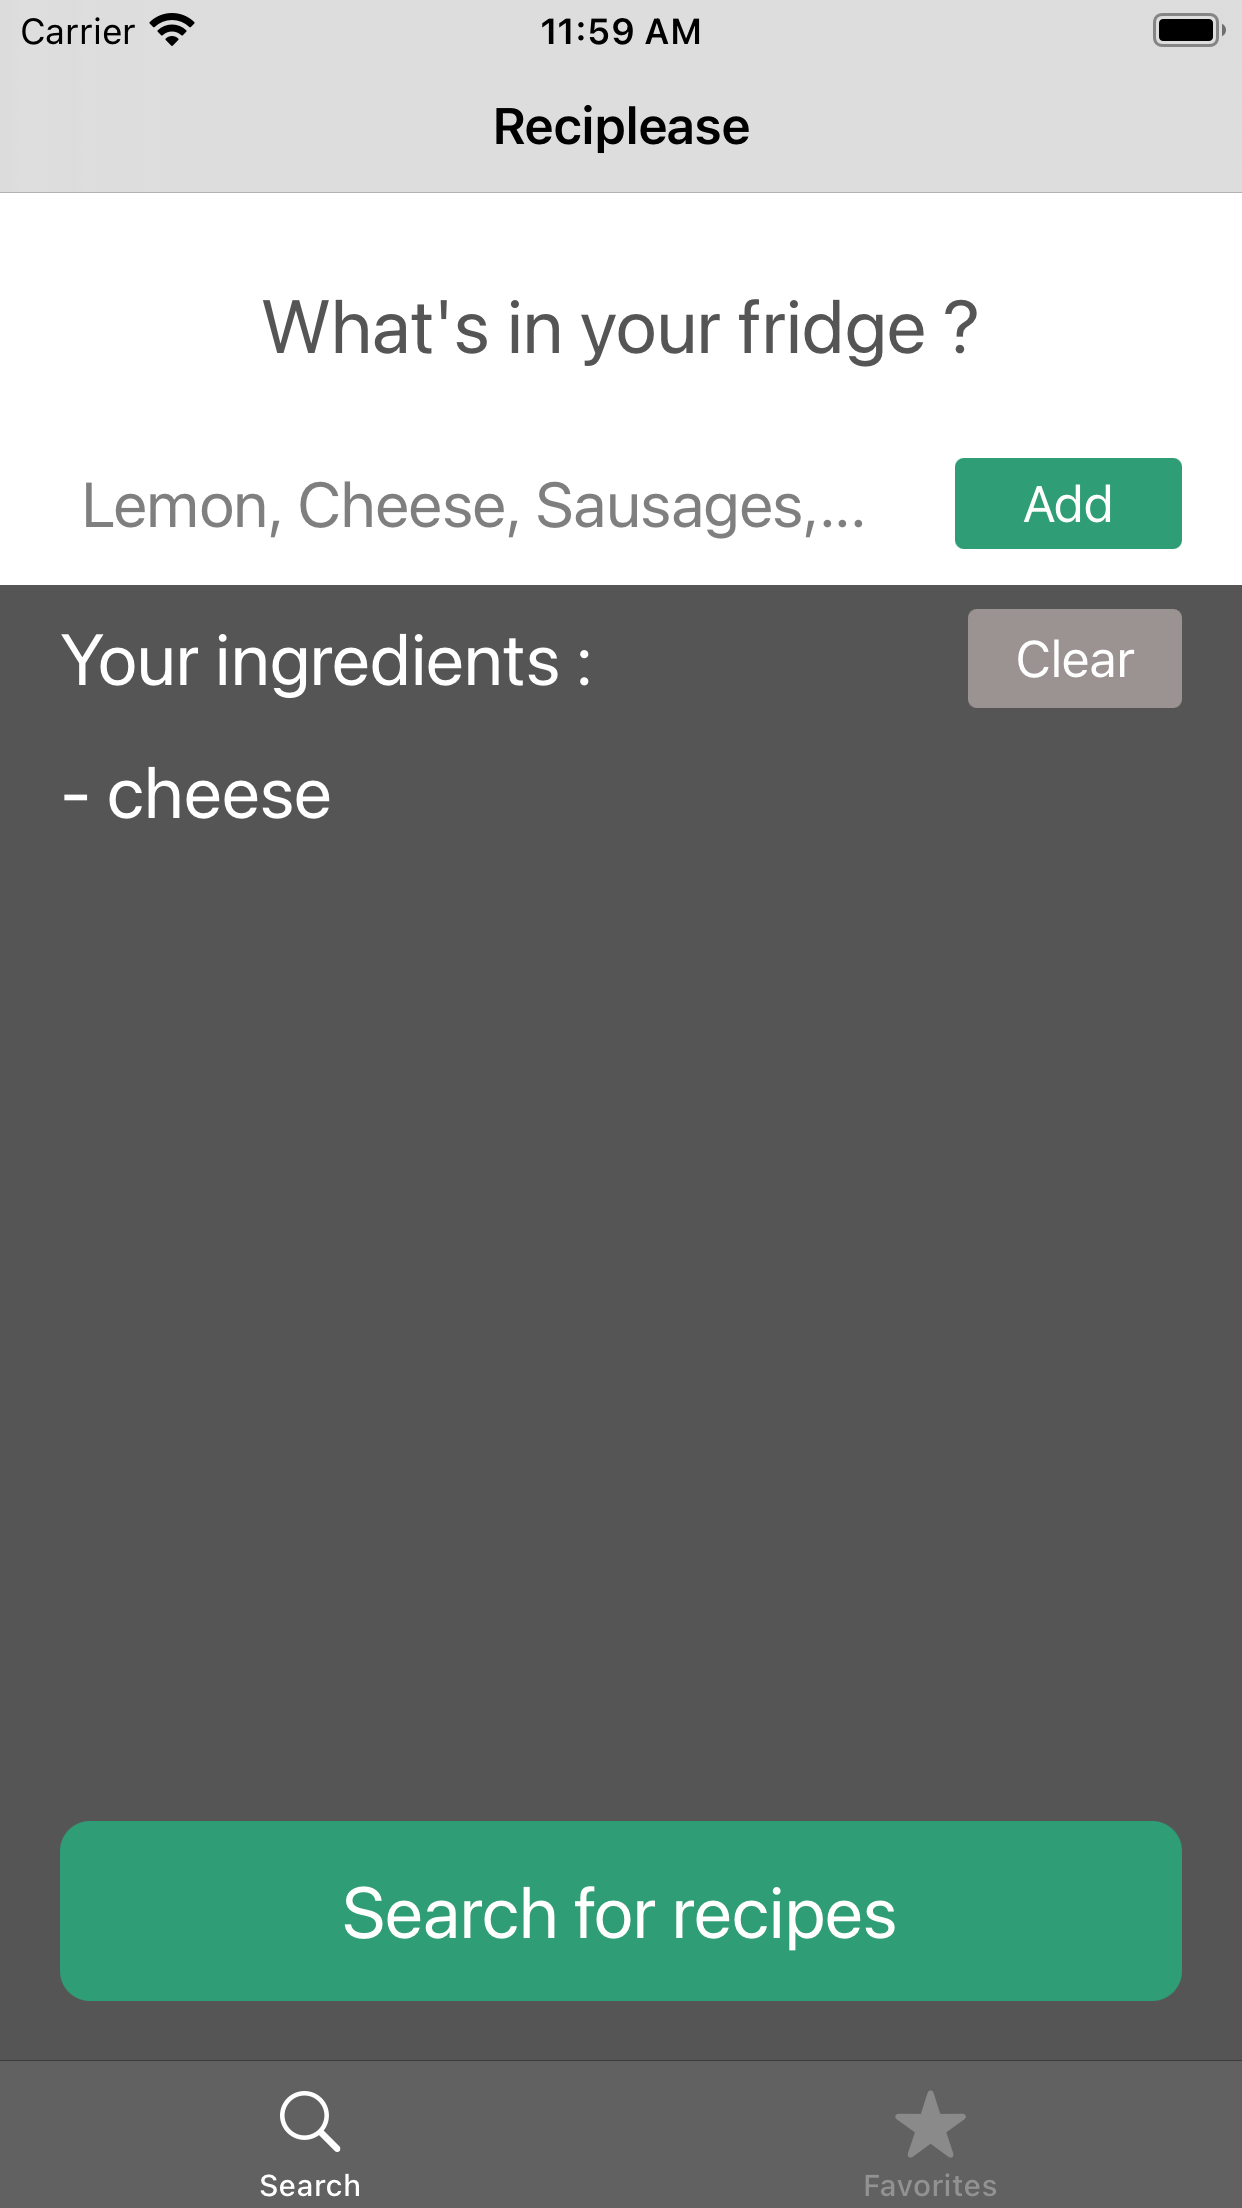 Carrier 11:59 AM
Reciplease
What's in your fridge ?
Lemon, Cheese, Sausages,... Add
Your ingredients : Clear
- cheese
Search for recipes
Search Favorites